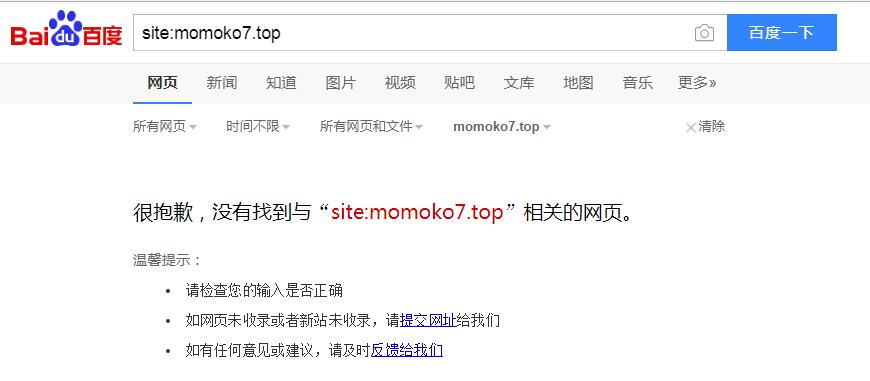 Bai du 百度 site:momoko7.top 百度一下
网页 新闻 知道 图片 视频 贴吧 文库 地图 音乐 更多»
所有网页 时间不限 所有网页和文件 momoko7.top 清除
很抱歉，没有找到与“site:momoko7.top”相关的网页。
温馨提示：
• 请检查您的输入是否正确
• 如网页未收录或者新站未收录，请提交网址给我们
• 如有任何意见或建议，请及时反馈给我们